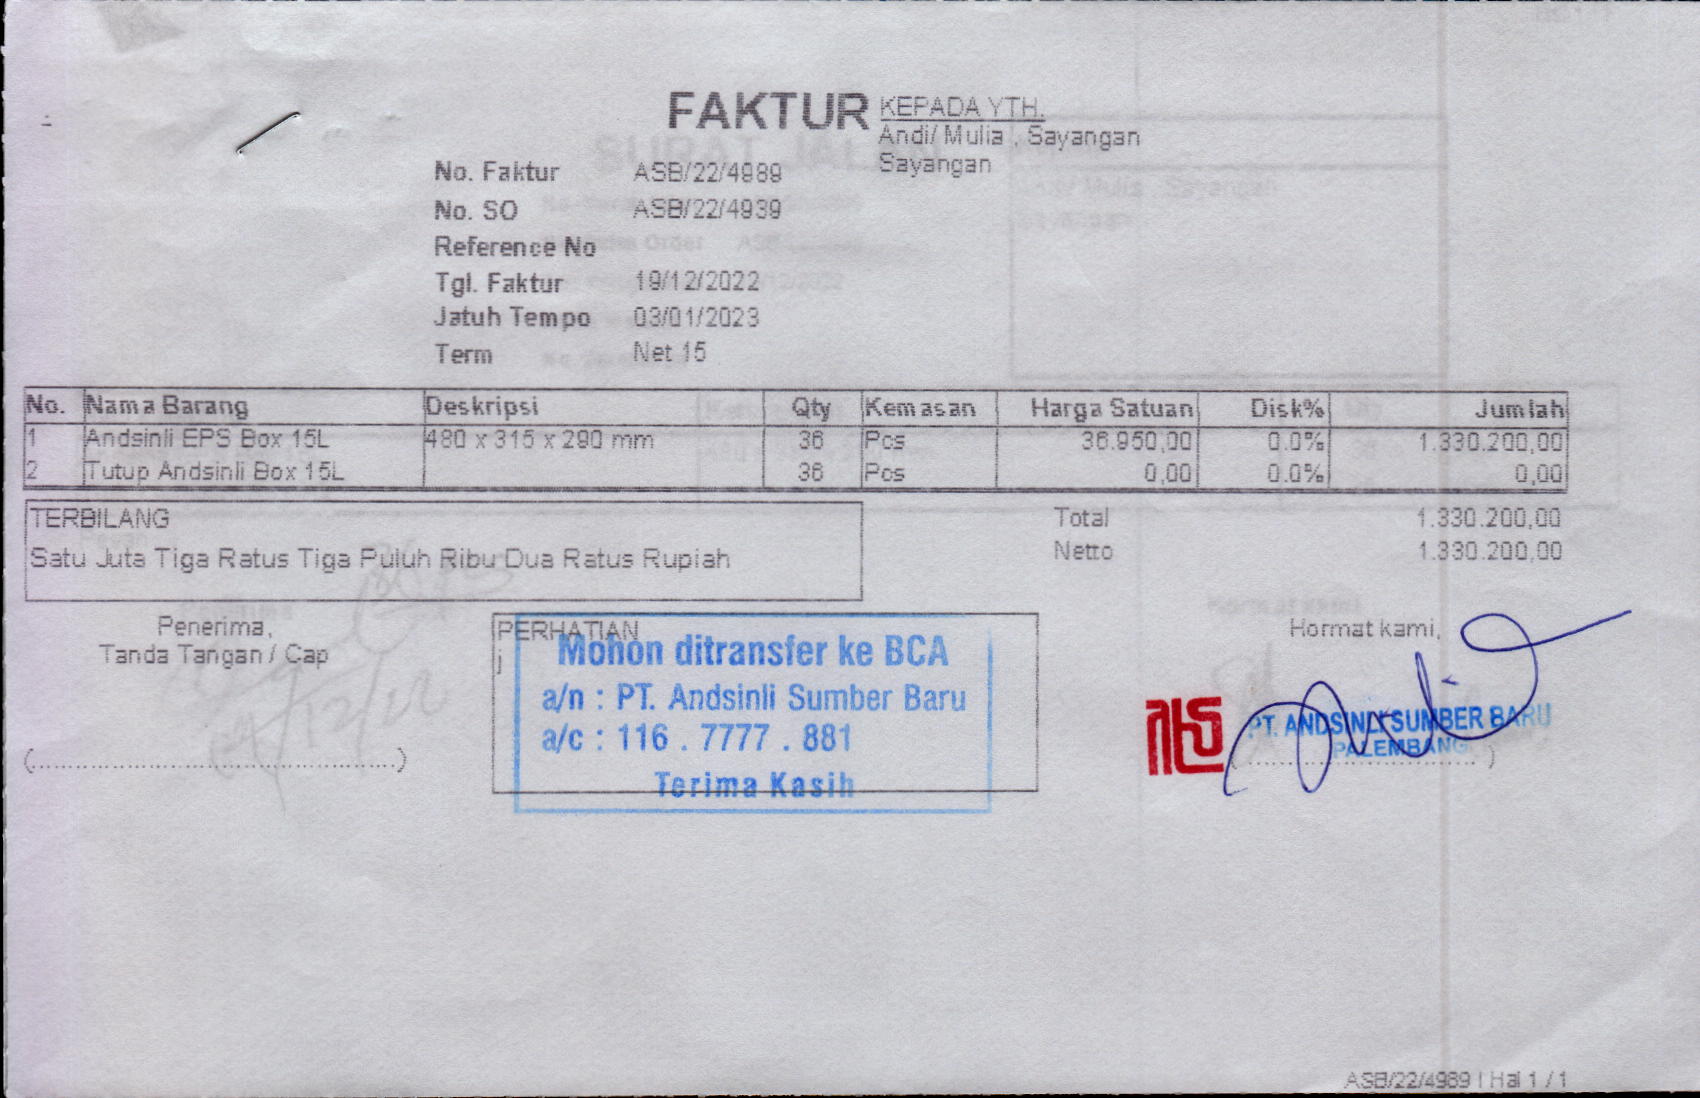 FAKTUR
KEPADA YTH.
Andi/ Mulia , Sayangan
Sayangan
No. Faktur ASB/22/4989
No. SO ASB/22/4939
Reference No
Tgl. Faktur 19/12/2022
Jatuh Tempo 03/01/2023
Term Net 15
No. Nama Barang Deskripsi Qty Kemasan Harga Satuan Disk% Jumlah
1 Andsinli EPS Box 15L 480 x 315 x 290 mm 36 Pcs 36.950,00 0.0% 1.330.200,00
2 Tutup Andsinli Box 15L 36 Pcs 0,00 0.0% 0,00
TERBILANG
Satu Juta Tiga Ratus Tiga Puluh Ribu Dua Ratus Rupiah
Total 1.330.200,00
Netto 1.330.200,00
Penerima,
Tanda Tangan / Cap
(.......................................)
PERHATIAN
j
Mohon ditransfer ke BCA
a/n : PT. Andsinli Sumber Baru
a/c : 116 . 7777 . 881
Terima Kasih
Hormat kami,
PT. ANDSINLI SUMBER BARU
PALEMBANG
ASB/22/4989 | Hal 1 / 1